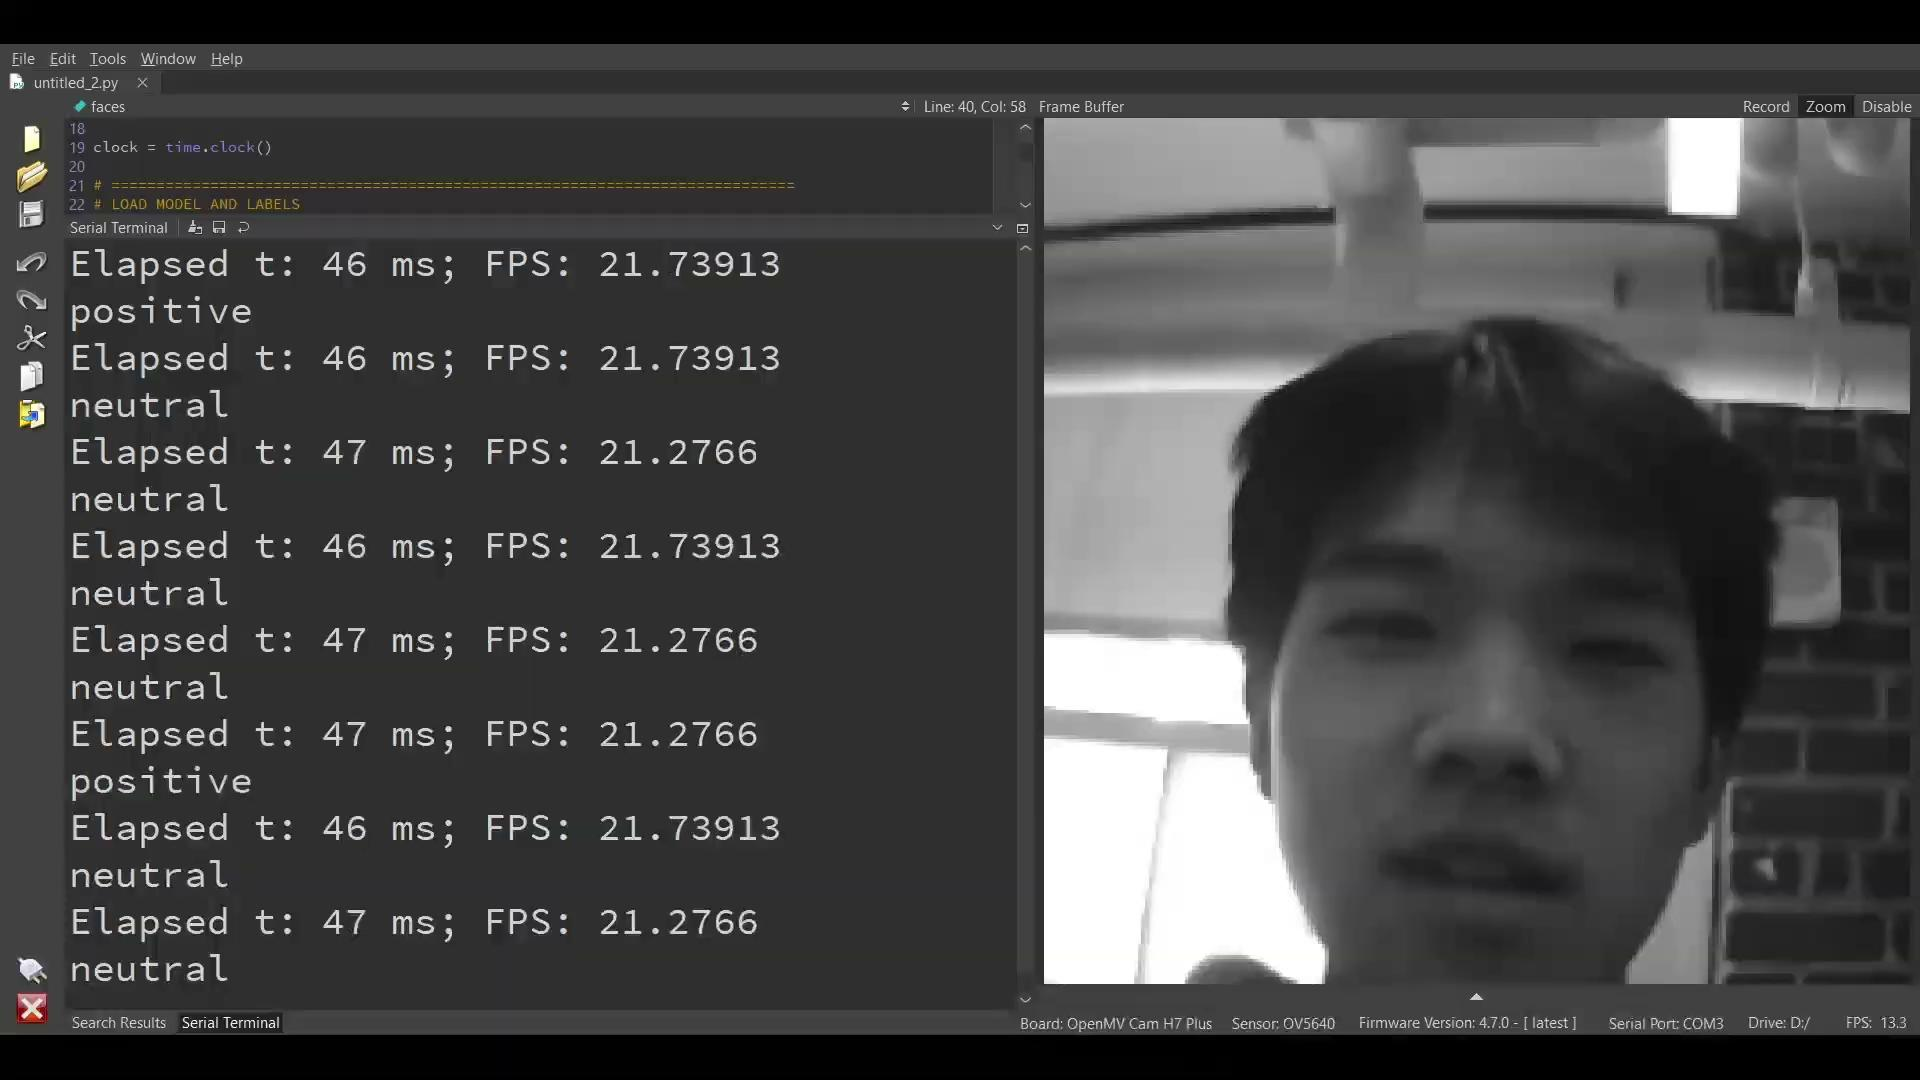 File Edit Tools Window Help
untitled_2.py
faces Line: 40, Col: 58 Frame Buffer Record Zoom Disable
18
19 clock = time.clock()
20
21 # ============================================================================
22 # LOAD MODEL AND LABELS
Serial Terminal
Elapsed t: 46 ms; FPS: 21.73913
positive
Elapsed t: 46 ms; FPS: 21.73913
neutral
Elapsed t: 47 ms; FPS: 21.2766
neutral
Elapsed t: 46 ms; FPS: 21.73913
neutral
Elapsed t: 47 ms; FPS: 21.2766
neutral
Elapsed t: 47 ms; FPS: 21.2766
positive
Elapsed t: 46 ms; FPS: 21.73913
neutral
Elapsed t: 47 ms; FPS: 21.2766
neutral
Search Results Serial Terminal Board: OpenMV Cam H7 Plus Sensor: OV5640 Firmware Version: 4.7.0 - [ latest ] Serial Port: COM3 Drive: D:/ FPS: 13.3